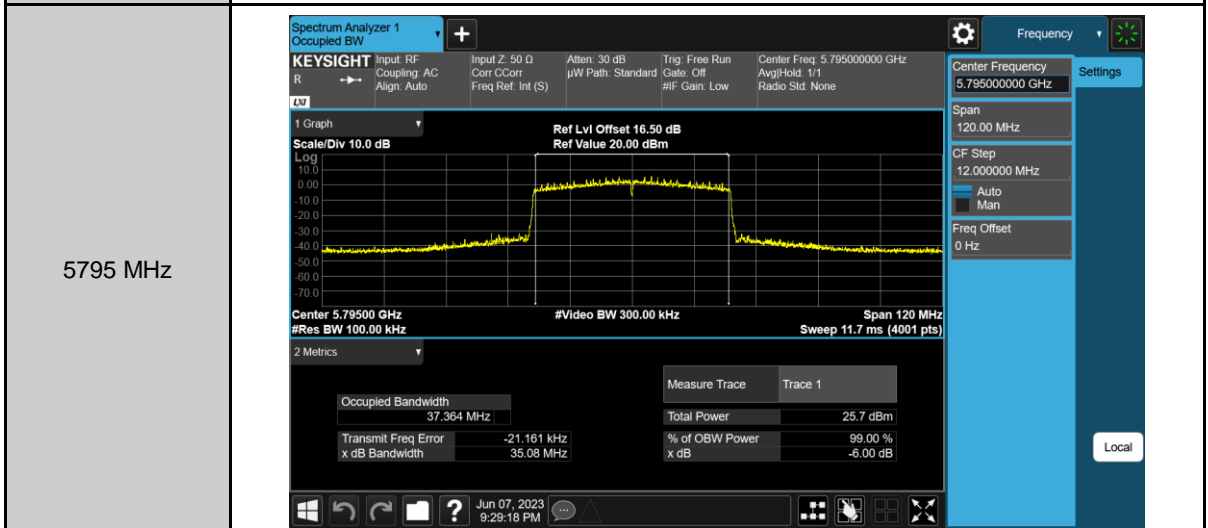 5795 MHz
Spectrum Analyzer 1
Occupied BW
Frequency
KEYSIGHT
R
LXI
Input: RF
Coupling: AC
Align: Auto
Input Z: 50 Ω
Corr CCorr
Freq Ref: Int (S)
Atten: 30 dB
µW Path: Standard
Trig: Free Run
Gate: Off
#IF Gain: Low
Center Freq: 5.795000000 GHz
Avg|Hold: 1/1
Radio Std: None
1 Graph
Scale/Div 10.0 dB
Ref Lvl Offset 16.50 dB
Ref Value 20.00 dBm
Log
10.0
0.00
-10.0
-20.0
-30.0
-40.0
-50.0
-60.0
-70.0
Center 5.79500 GHz
#Video BW 300.00 kHz
Span 120 MHz
#Res BW 100.00 kHz
Sweep 11.7 ms (4001 pts)
2 Metrics
Measure Trace Trace 1
Occupied Bandwidth
37.364 MHz
Total Power 25.7 dBm
Transmit Freq Error -21.161 kHz
% of OBW Power 99.00 %
x dB Bandwidth 35.08 MHz
x dB -6.00 dB
Center Frequency
5.795000000 GHz
Settings
Span
120.00 MHz
CF Step
12.000000 MHz
Auto
Man
Freq Offset
0 Hz
Local
?
Jun 07, 2023
9:29:18 PM